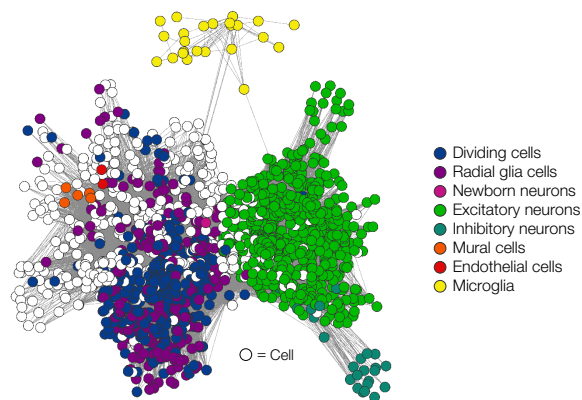 Dividing cells
Radial glia cells
Newborn neurons
Excitatory neurons
Inhibitory neurons
Mural cells
Endothelial cells
Microglia
= Cell